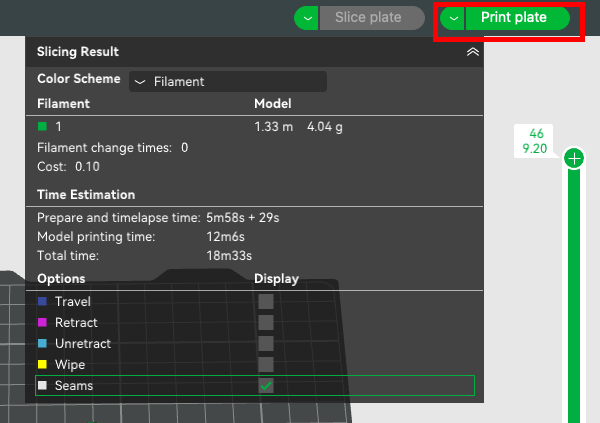 Slice plate
Print plate
Slicing Result
Color Scheme Filament
Filament Model
1 1.33 m 4.04 g
Filament change times: 0
Cost: 0.10
Time Estimation
Prepare and timelapse time: 5m58s + 29s
Model printing time: 12m6s
Total time: 18m33s
Options Display
Travel
Retract
Unretract
Wipe
Seams
46
9.20